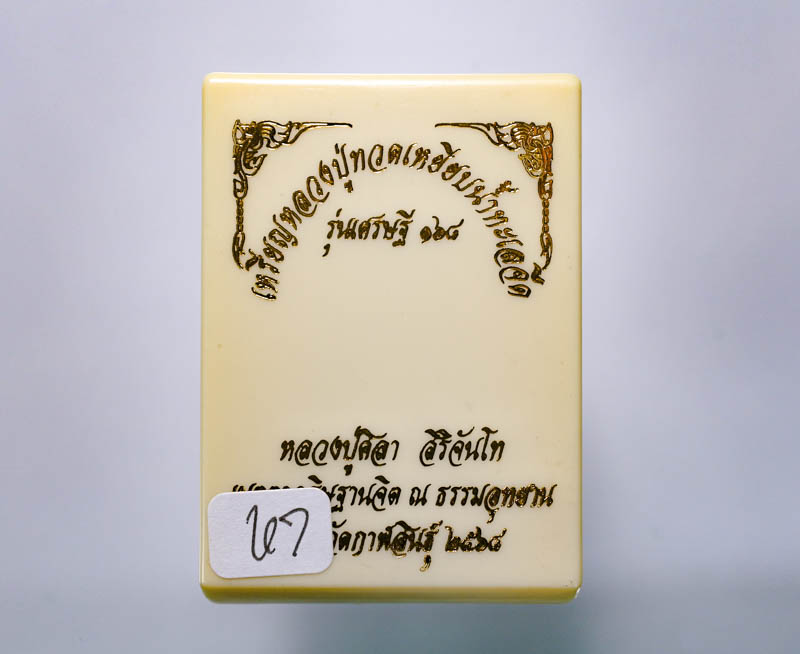 เหรียญหลวงปู่ทวดเหยียบน้ำทะเลจืด
รุ่นเศรษฐี ๑๖๘
หลวงปู่ศิลา สิริจันโท
ณ ธรรมอุทยาน
กาฬสินธุ์ ๒๕๖๘